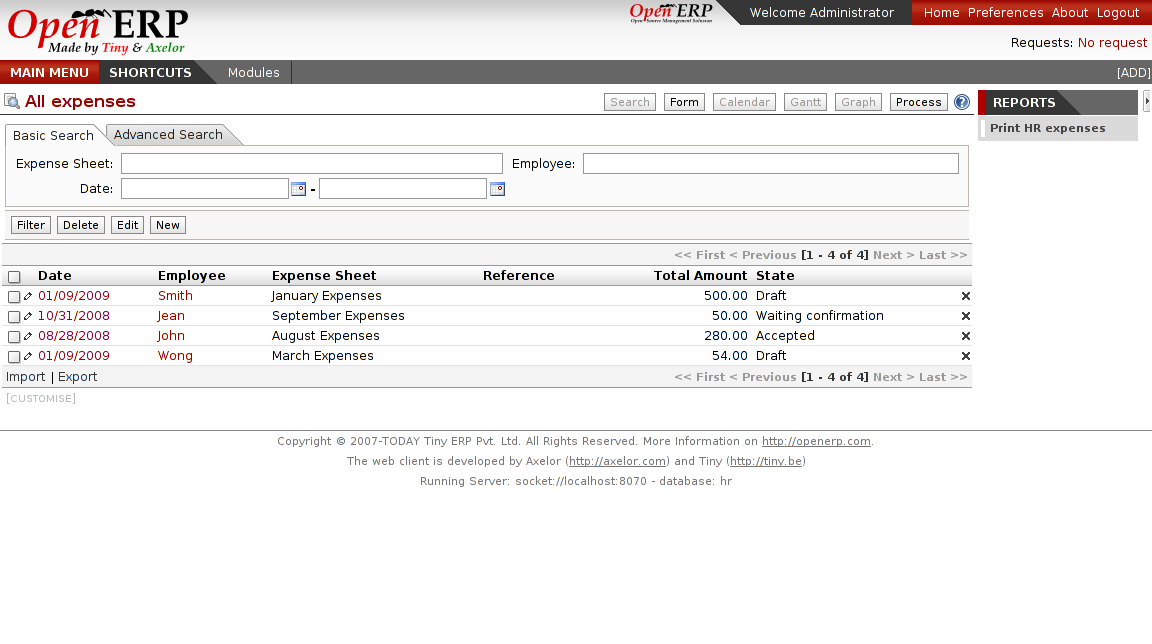 Open ERP
Made by Tiny & Axelor
Open ERP
Open Source Management Solution
Welcome Administrator
Home Preferences About Logout
Requests: No request
MAIN MENU SHORTCUTS Modules [ADD]
All expenses
Search Form Calendar Gantt Graph Process ?
REPORTS
Print HR expenses
Basic Search Advanced Search
Expense Sheet: Employee:
Date: -
Filter Delete Edit New
<< First < Previous [1 - 4 of 4] Next > Last >>
Date Employee Expense Sheet Reference Total Amount State
01/09/2009 Smith January Expenses 500.00 Draft
10/31/2008 Jean September Expenses 50.00 Waiting confirmation
08/28/2008 John August Expenses 280.00 Accepted
01/09/2009 Wong March Expenses 54.00 Draft
Import | Export << First < Previous [1 - 4 of 4] Next > Last >>
[CUSTOMISE]
Copyright © 2007-TODAY Tiny ERP Pvt. Ltd. All Rights Reserved. More Information on http://openerp.com.
The web client is developed by Axelor (http://axelor.com) and Tiny (http://tiny.be)
Running Server: socket://localhost:8070 - database: hr